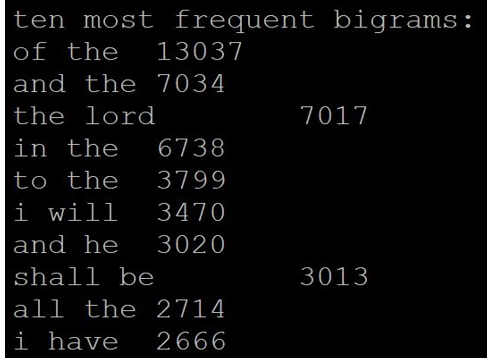 ten most frequent bigrams:
of the  13037
and the 7034
the lord        7017
in the  6738
to the  3799
i will  3470
and he  3020
shall be        3013
all the 2714
i have  2666